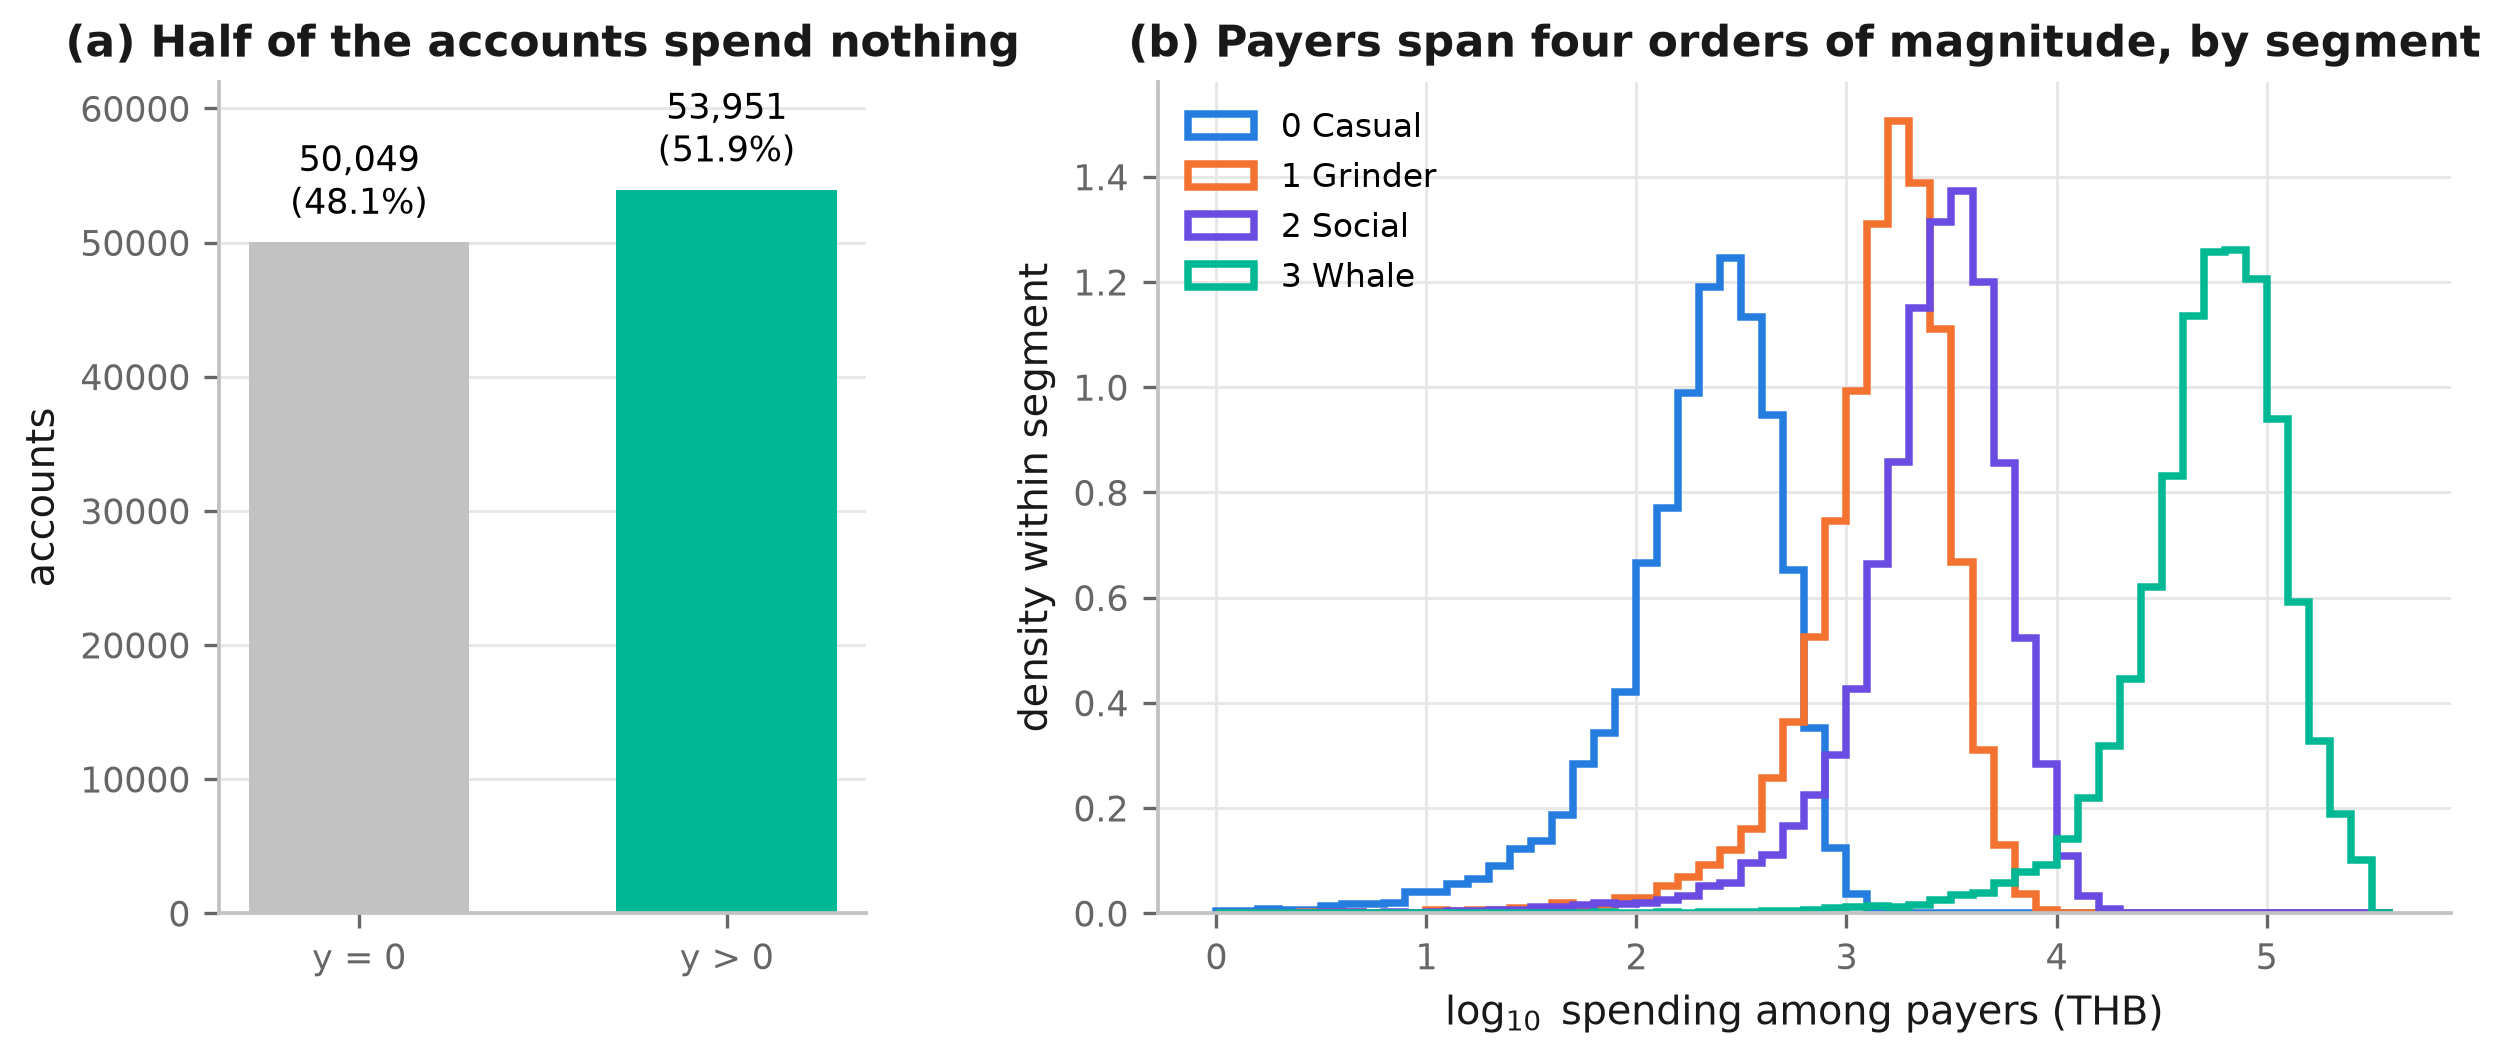 (a) Half of the accounts spend nothing
60000
50000
40000
30000
20000
10000
0
accounts
50,049
(48.1%)
53,951
(51.9%)
y = 0
y > 0
(b) Payers span four orders of magnitude, by segment
0 Casual
1 Grinder
2 Social
3 Whale
1.4
1.2
1.0
0.8
0.6
0.4
0.2
0.0
density within segment
0
1
2
3
4
5
log₁₀ spending among payers (THB)